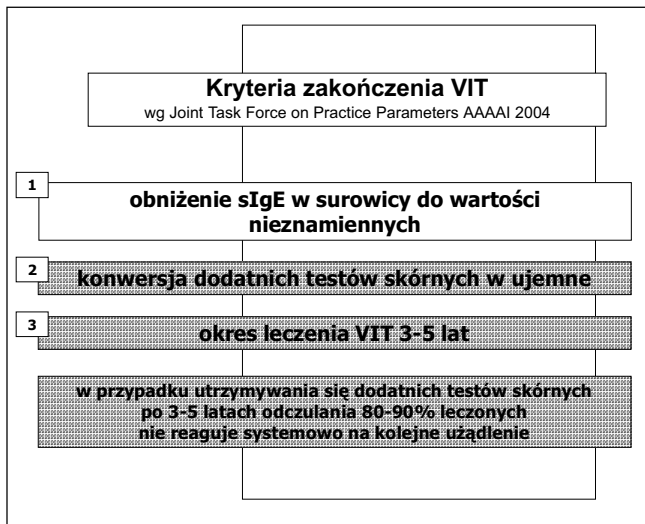 Kryteria zakończenia VIT
wg Joint Task Force on Practice Parameters AAAAI 2004
1
obniżenie sIgE w surowicy do wartości
nieznamiennych
2
konwersja dodatnich testów skórnych w ujemne
3
okres leczenia VIT 3-5 lat
w przypadku utrzymywania się dodatnich testów skórnych
po 3-5 latach odczulania 80-90% leczonych
nie reaguje systemowo na kolejne użądlenie